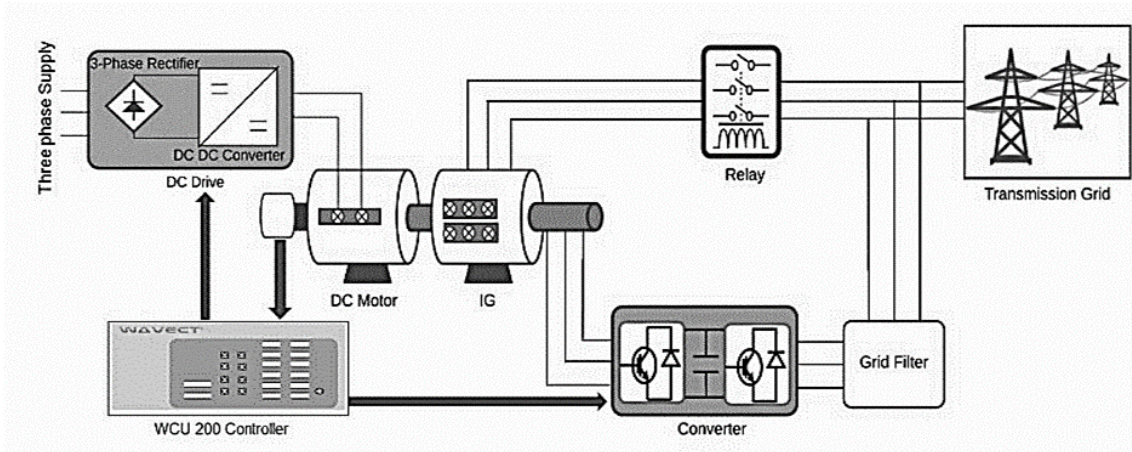 Three phase Supply
3-Phase Rectifier
DC DC Converter
DC Drive
Relay
Transmission Grid
DC Motor
IG
WAVECT
WCU 200 Controller
Converter
Grid Filter